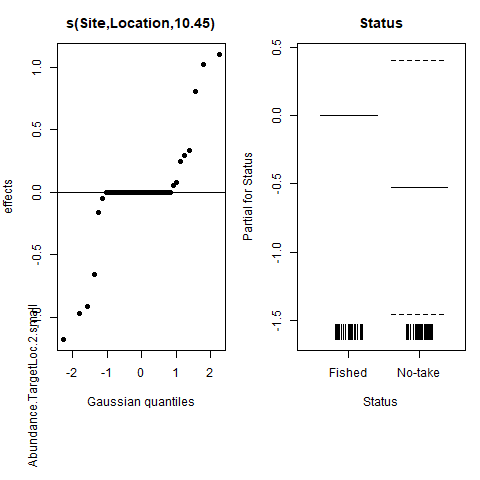 s(Site,Location,10.45)
effects
1.0
0.5
0.0
-0.5
-1.0
-2
-1
0
1
2
Gaussian quantiles
Abundance.TargetLoc.2.small
Status
Partial for Status
0.5
0.0
-0.5
-1.0
-1.5
Fished
No-take
Status